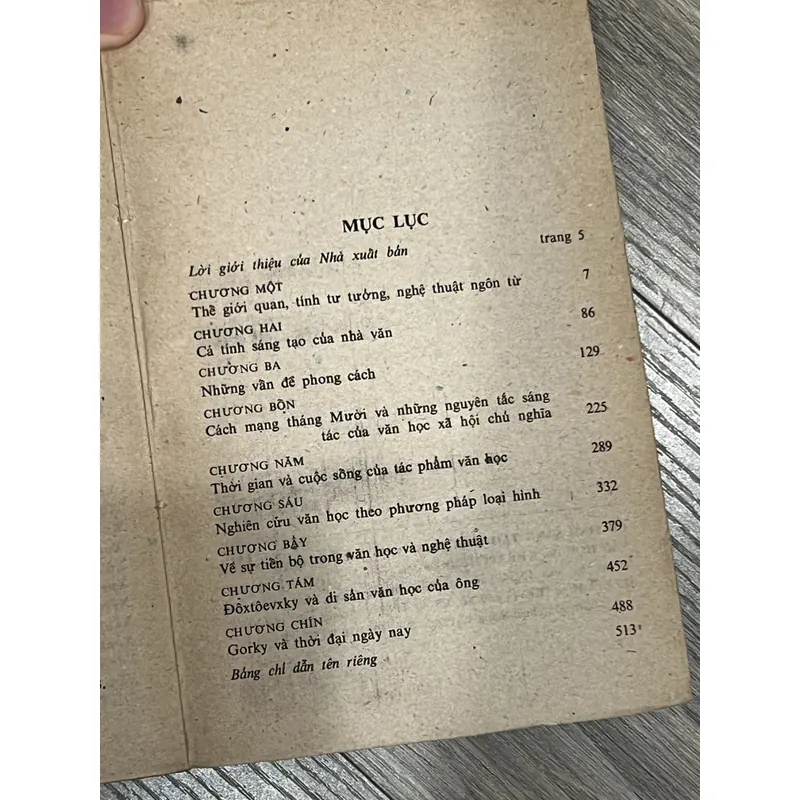 MỤC LỤC
Lời giới thiệu của Nhà xuất bản trang 5
CHƯƠNG MỘT
Thế giới quan, tính tư tưởng, nghệ thuật ngôn từ 7
CHƯƠNG HAI
Cá tính sáng tạo của nhà văn 86
CHƯƠNG BA
Những vấn đề phong cách 129
CHƯƠNG BỐN
Cách mạng tháng Mười và những nguyên tắc sáng
tác của văn học xã hội chủ nghĩa 225
CHƯƠNG NĂM
Thời gian và cuộc sống của tác phẩm văn học 289
CHƯƠNG SÁU
Nghiên cứu văn học theo phương pháp loại hình 332
CHƯƠNG BẢY
Về sự tiến bộ trong văn học và nghệ thuật 379
CHƯƠNG TÁM
Đôxtôevxky và di sản văn học của ông 452
CHƯƠNG CHÍN
Gorky và thời đại ngày nay 488
Bảng chỉ dẫn tên riêng 513